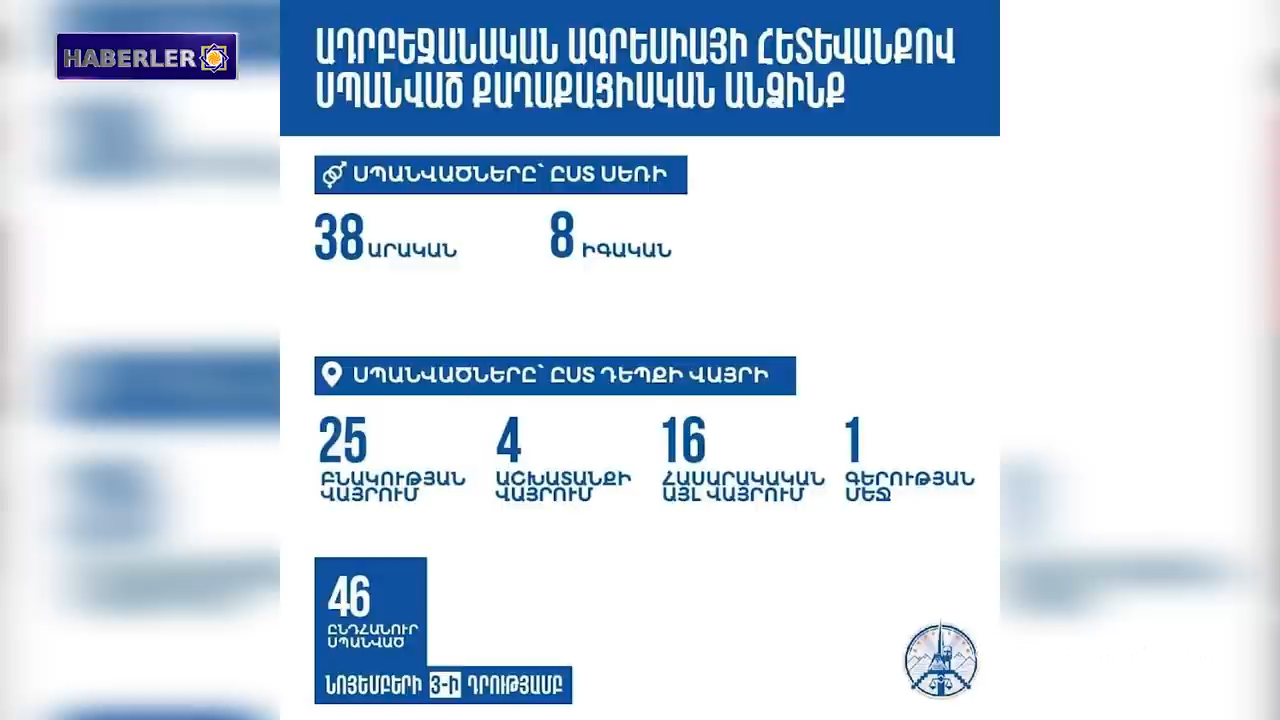 HABERLER
ԱԴՐԲԵՋԱՆԱԿԱՆ ԱԳՐԵՍԻԱՅԻ ՀԵՏԵՎԱՆՔՈՎ
ՍՊԱՆՎԱԾ ՔԱՂԱՔԱՑԻԱԿԱՆ ԱՆՁԻՆՔ
ՍՊԱՆՎԱԾՆԵՐԸ՝ ԸՍՏ ՍԵՌԻ
38 ԱՐԱԿԱՆ
8 ԻԳԱԿԱՆ
ՍՊԱՆՎԱԾՆԵՐԸ՝ ԸՍՏ ԴԵՊՔԻ ՎԱՅՐԻ
25
ԲՆԱԿՈՒԹՅԱՆ
ՎԱՅՐՈՒՄ
4
ԱՇԽԱՏԱՆՔԻ
ՎԱՅՐՈՒՄ
16
ՀԱՍԱՐԱԿԱԿԱՆ
ԱՅԼ ՎԱՅՐՈՒՄ
1
ԳԵՐՈՒԹՅԱՆ
ՄԵՋ
46
ԸՆԴՀԱՆՈՒՐ
ՍՊԱՆՎԱԾ
ՆՈՅԵՄԲԵՐԻ 3-Ի ԴՐՈՒԹՅԱՄԲ